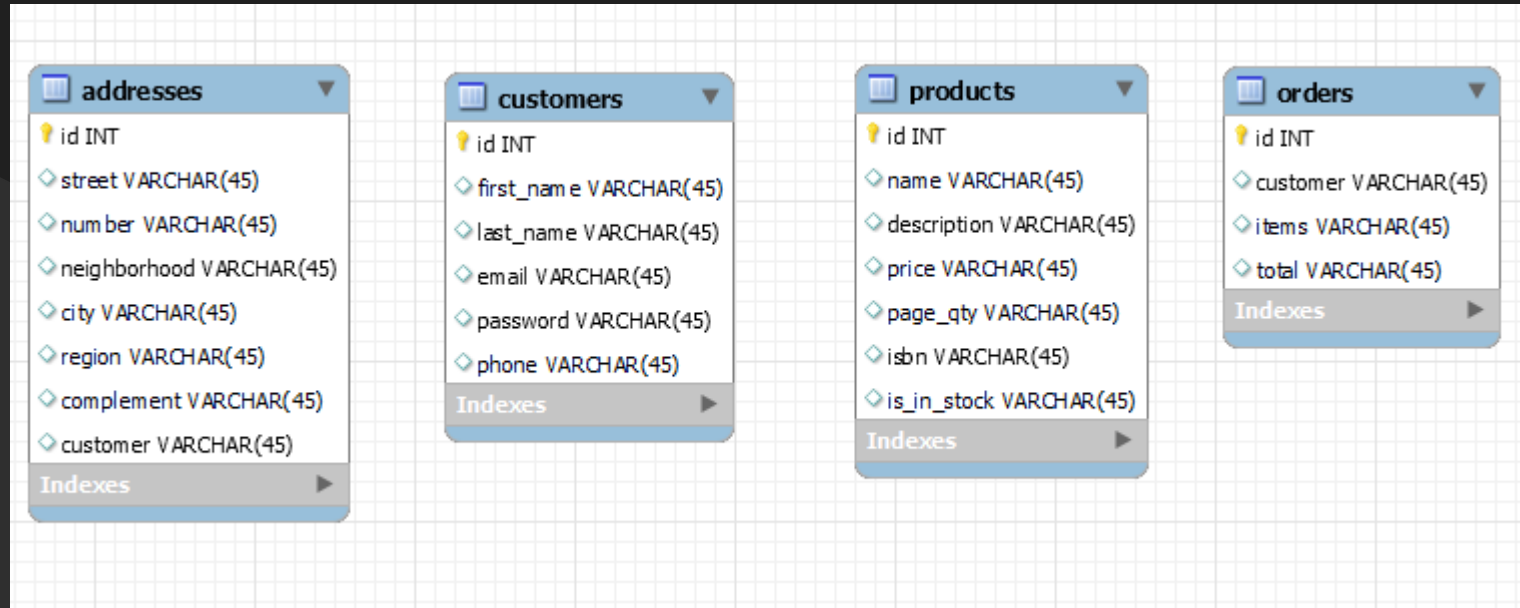 addresses
id INT
street VARCHAR(45)
number VARCHAR(45)
neighborhood VARCHAR(45)
city VARCHAR(45)
region VARCHAR(45)
complement VARCHAR(45)
customer VARCHAR(45)
Indexes
customers
id INT
first_name VARCHAR(45)
last_name VARCHAR(45)
email VARCHAR(45)
password VARCHAR(45)
phone VARCHAR(45)
Indexes
products
id INT
name VARCHAR(45)
description VARCHAR(45)
price VARCHAR(45)
page_qty VARCHAR(45)
isbn VARCHAR(45)
is_in_stock VARCHAR(45)
Indexes
orders
id INT
customer VARCHAR(45)
items VARCHAR(45)
total VARCHAR(45)
Indexes